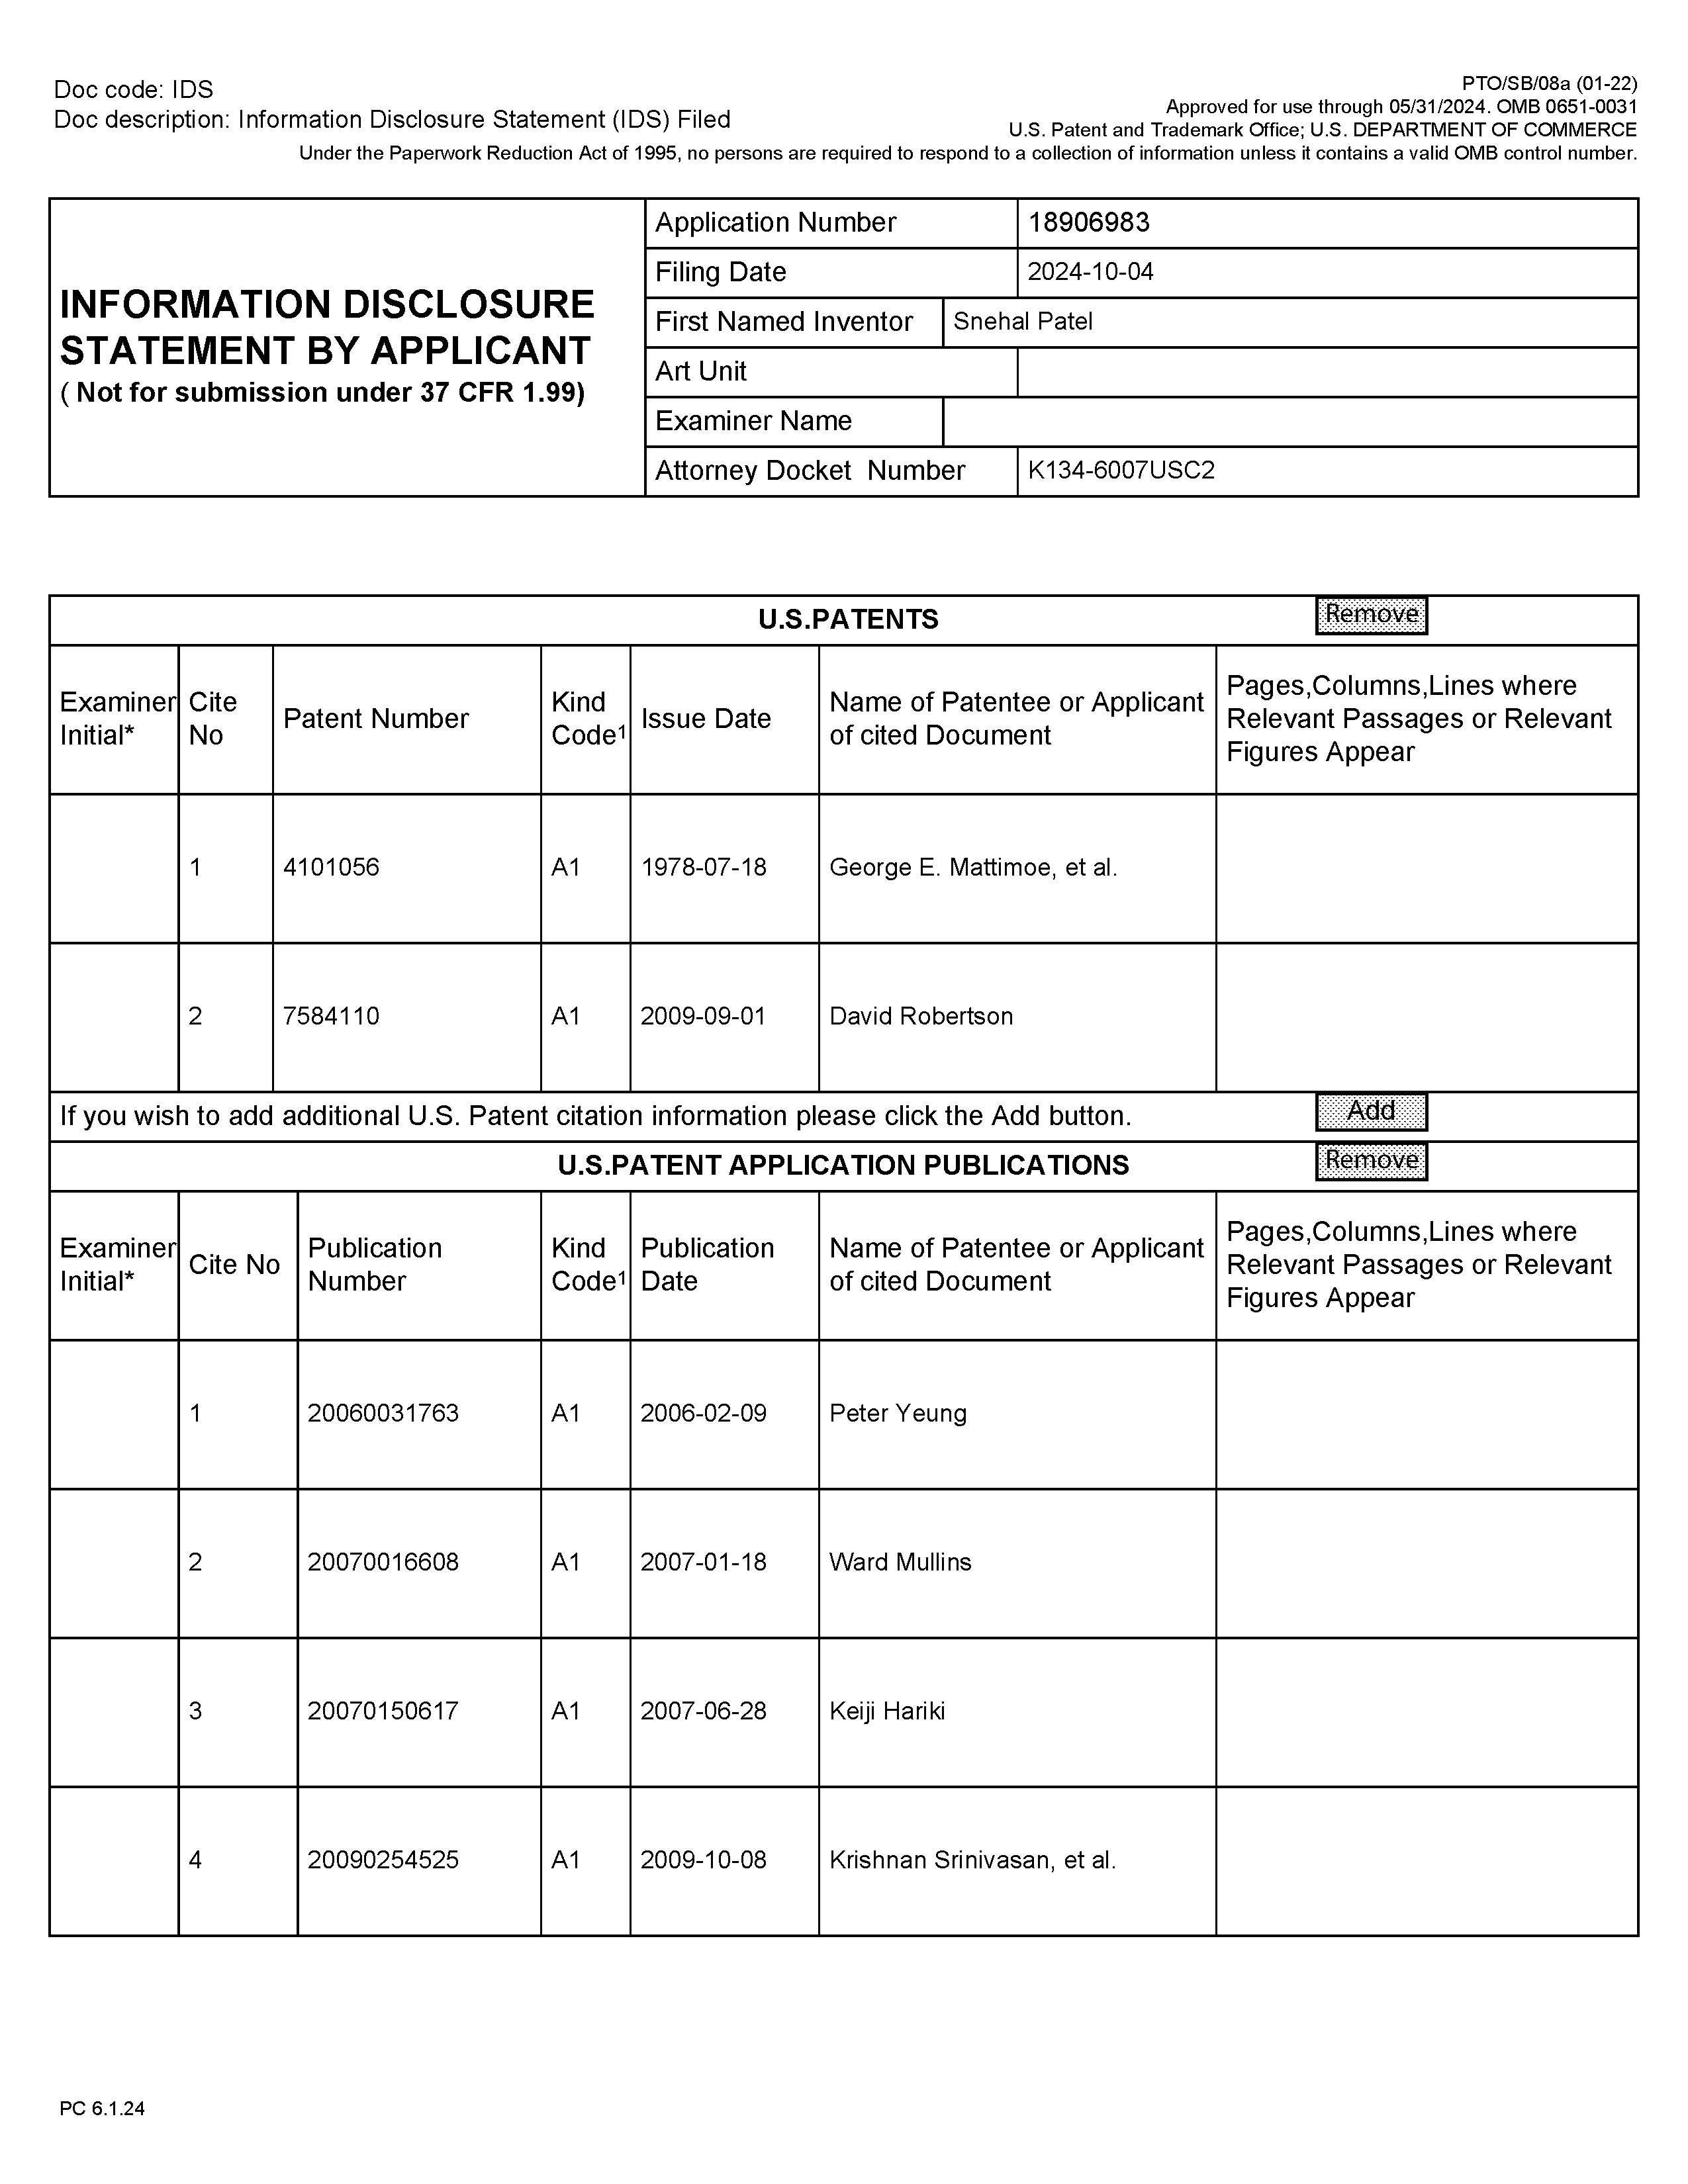 Doc code: IDS
Doc description: Information Disclosure Statement (IDS) Filed
PTO/SB/08a (01-22)
Approved for use through 05/31/2024. OMB 0651-0031
U.S. Patent and Trademark Office; U.S. DEPARTMENT OF COMMERCE
Under the Paperwork Reduction Act of 1995, no persons are required to respond to a collection of information unless it contains a valid OMB control number.
INFORMATION DISCLOSURE
STATEMENT BY APPLICANT
( Not for submission under 37 CFR 1.99)
Application Number 18906983
Filing Date 2024-10-04
First Named Inventor Snehal Patel
Art Unit
Examiner Name
Attorney Docket Number K134-6007USC2
U.S.PATENTS Remove
Examiner
Initial*
Cite
No
Patent Number
Kind
Code1
Issue Date
Name of Patentee or Applicant
of cited Document
Pages,Columns,Lines where
Relevant Passages or Relevant
Figures Appear
1 4101056 A1 1978-07-18 George E. Mattimoe, et al.
2 7584110 A1 2009-09-01 David Robertson
If you wish to add additional U.S. Patent citation information please click the Add button. Add
U.S.PATENT APPLICATION PUBLICATIONS Remove
Examiner
Initial*
Cite No
Publication
Number
Kind
Code1
Publication
Date
Name of Patentee or Applicant
of cited Document
Pages,Columns,Lines where
Relevant Passages or Relevant
Figures Appear
1 20060031763 A1 2006-02-09 Peter Yeung
2 20070016608 A1 2007-01-18 Ward Mullins
3 20070150617 A1 2007-06-28 Keiji Hariki
4 20090254525 A1 2009-10-08 Krishnan Srinivasan, et al.
PC 6.1.24